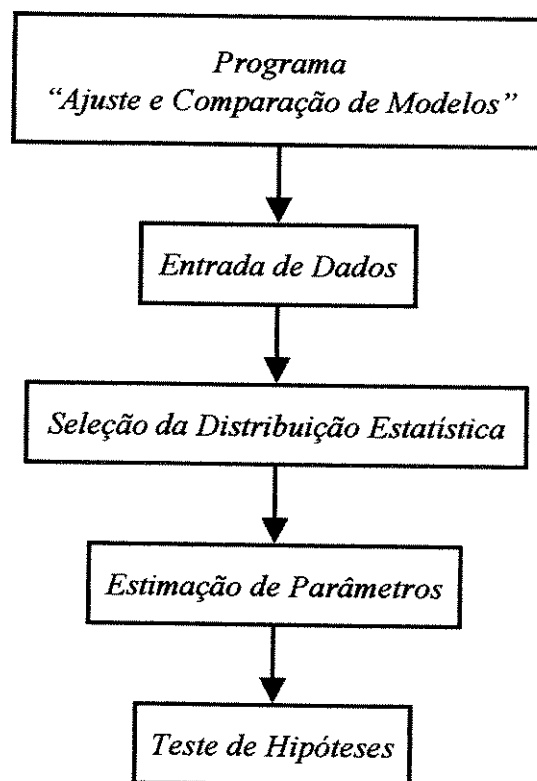 Programa
“Ajuste e Comparação de Modelos”
Entrada de Dados
Seleção da Distribuição Estatística
Estimação de Parâmetros
Teste de Hipóteses